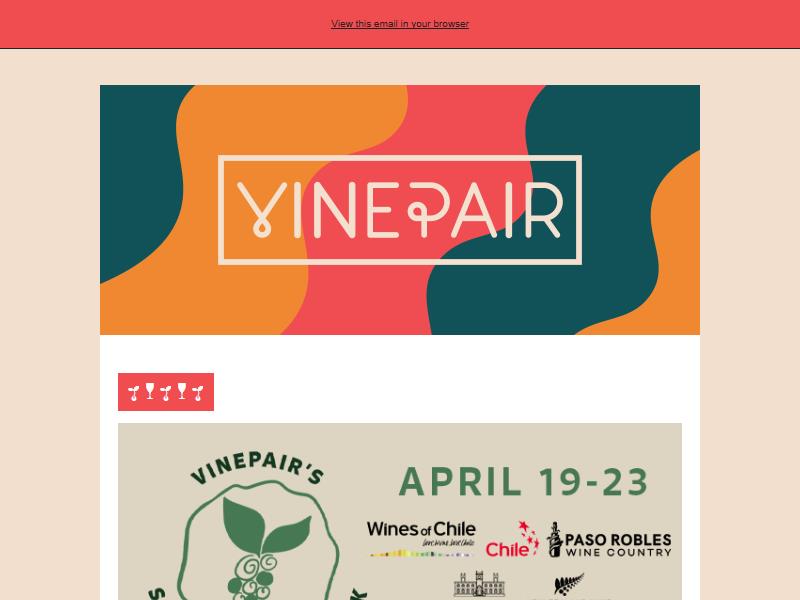 View this email in your browser
VINEPAIR
VINEPAIR'S
APRIL 19-23
Wines of Chile
Chile
PASO ROBLES
WINE COUNTRY